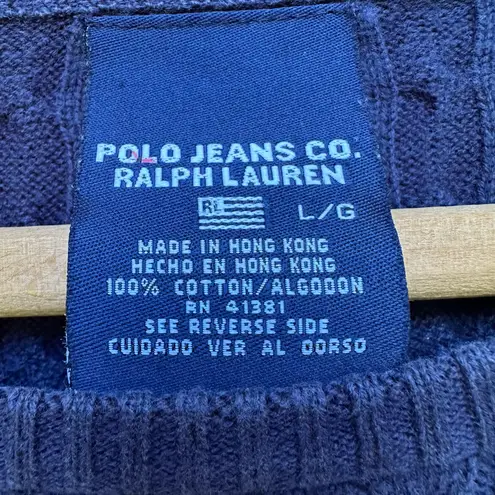 POLO JEANS CO.
RALPH LAUREN
RL
L/G
MADE IN HONG KONG
HECHO EN HONG KONG
100% COTTON/ALGODON
RN 41381
SEE REVERSE SIDE
CUIDADO VER AL DORSO